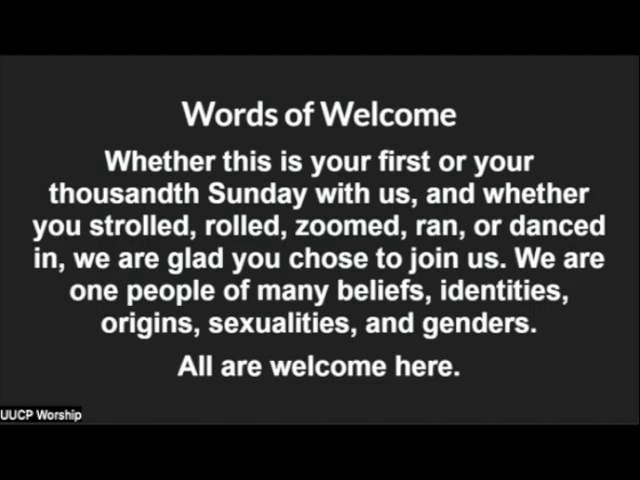 Words of Welcome
Whether this is your first or your
thousandth Sunday with us, and whether
you strolled, rolled, zoomed, ran, or danced
in, we are glad you chose to join us. We are
one people of many beliefs, identities,
origins, sexualities, and genders.
All are welcome here.
UUCP Worship